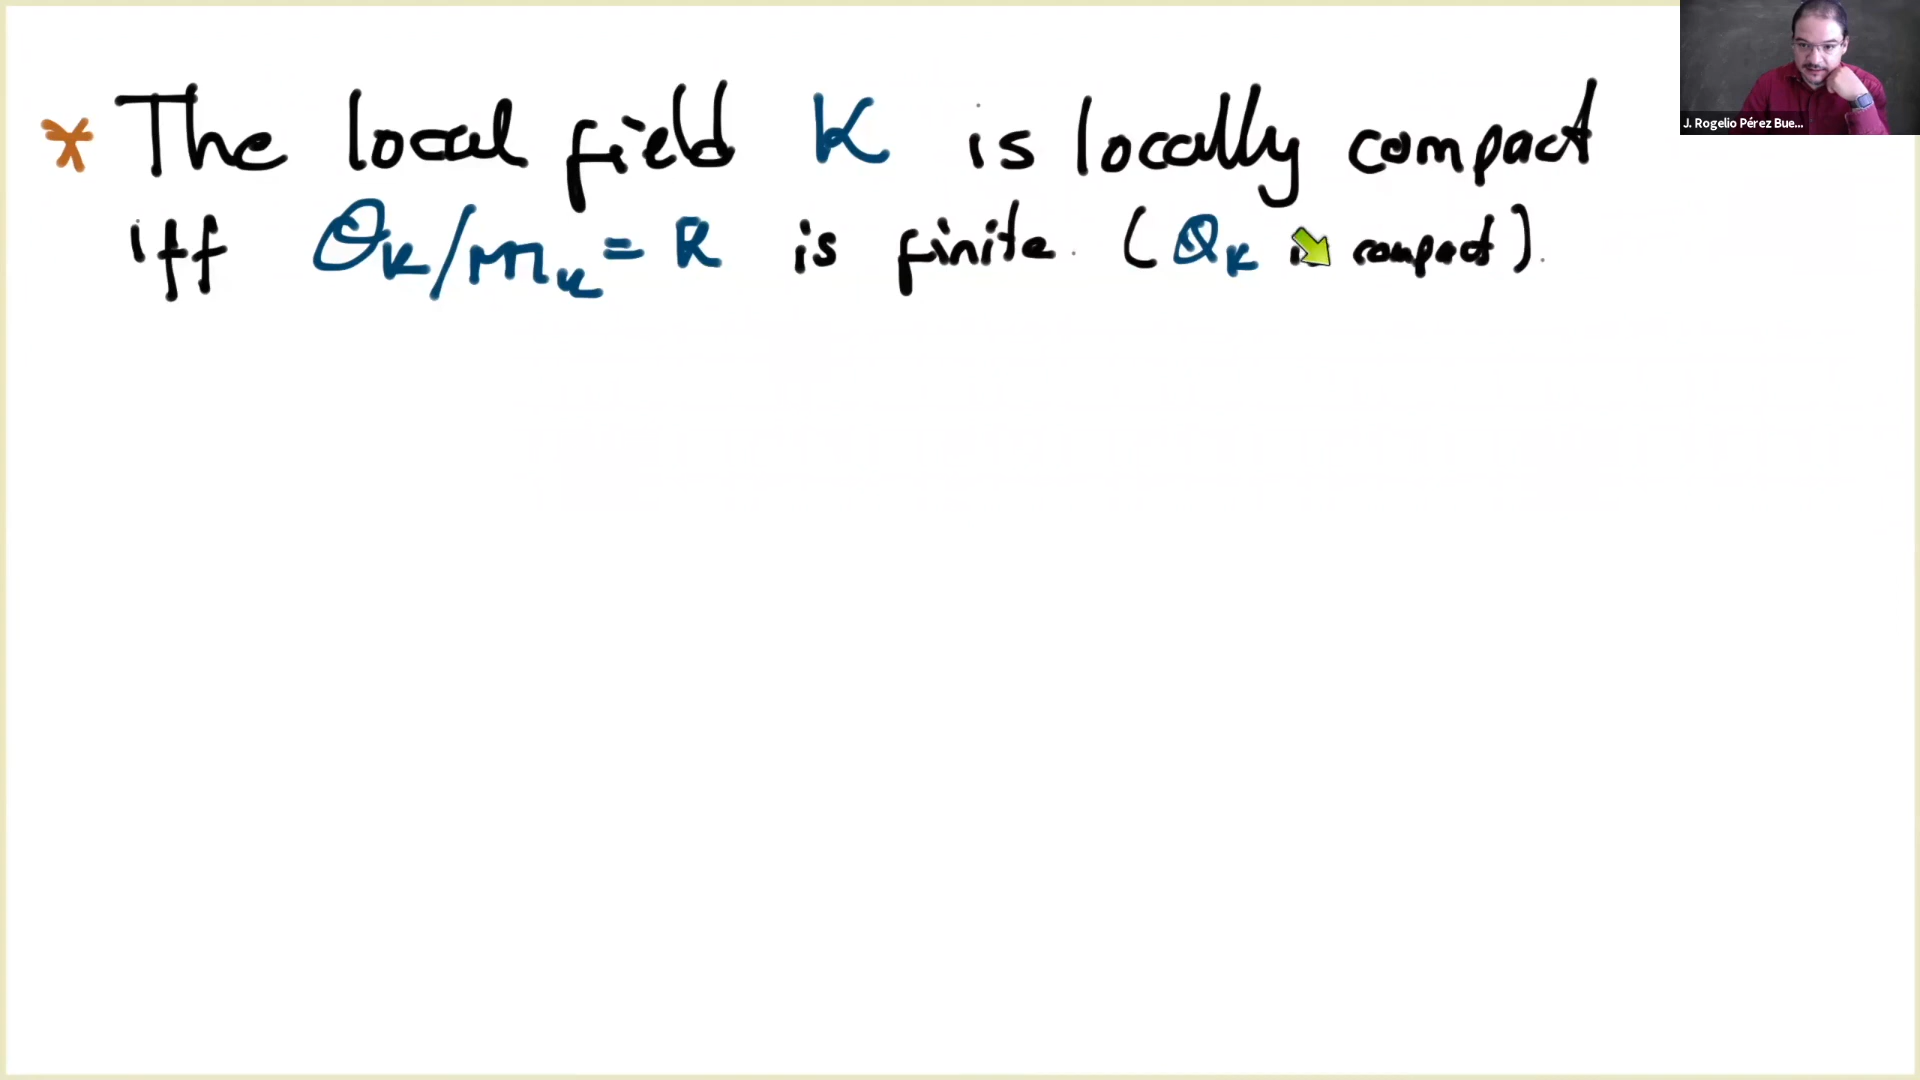 * The local field K is locally compact
iff 𝒪_K/m_K = k is finite. (𝒪_K is compact).
J. Rogelio Pérez Bue...